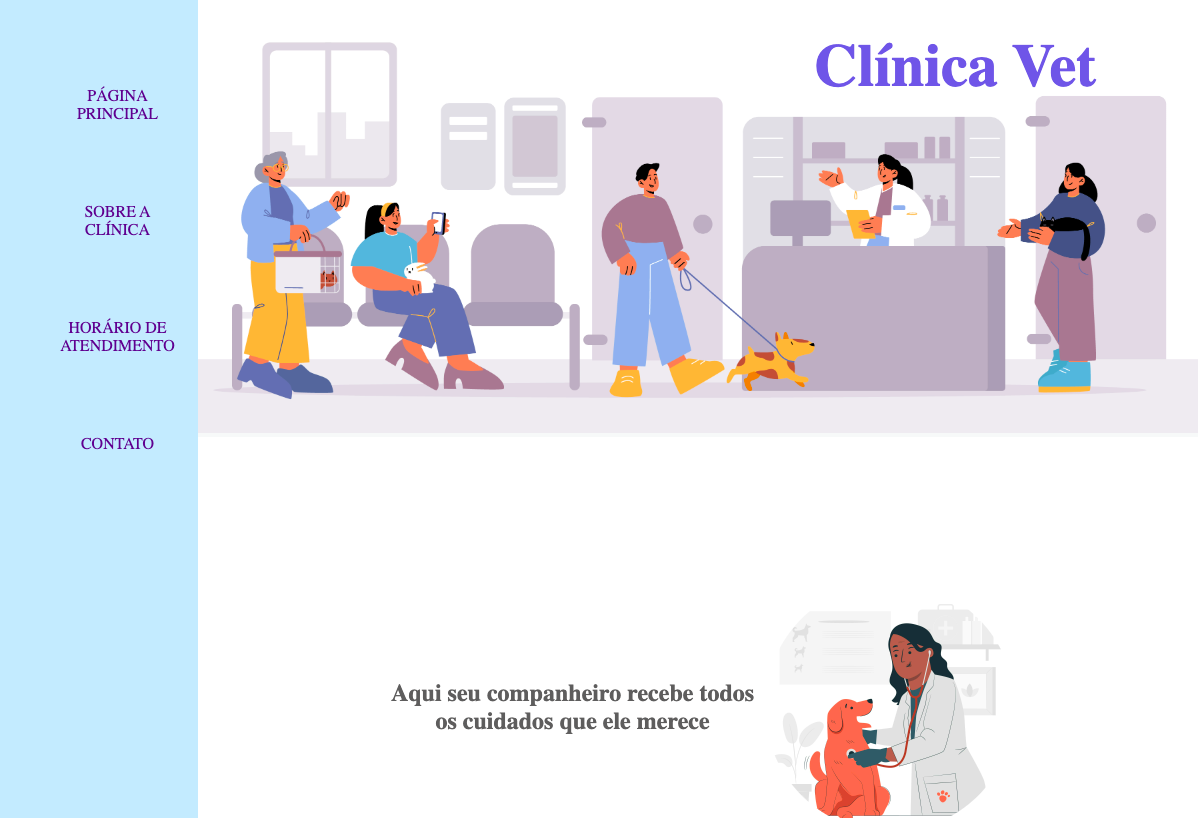 Clínica Vet
PÁGINA
PRINCIPAL
SOBRE A
CLÍNICA
HORÁRIO DE
ATENDIMENTO
CONTATO
Aqui seu companheiro recebe todos
os cuidados que ele merece